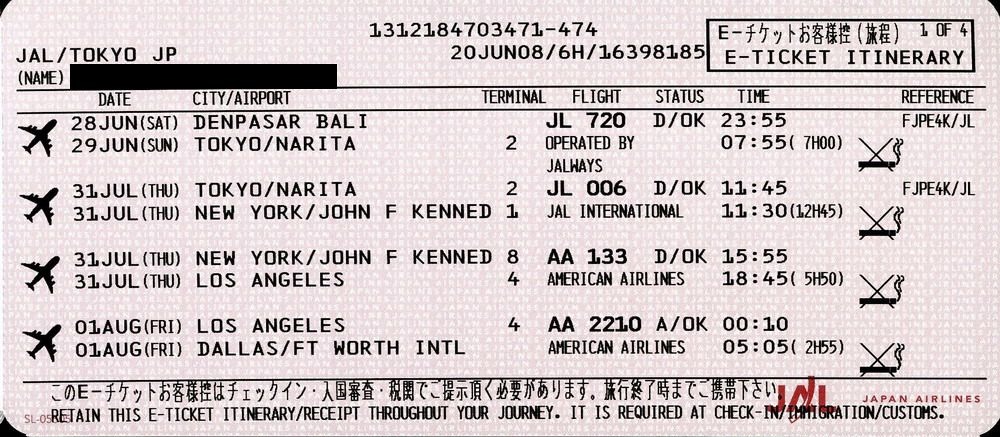 1312184703471-474
JAL/TOKYO JP 20JUN08/6H/16398185
E-チケットお客様控(旅程) 1 OF 4
E-TICKET ITINERARY
(NAME)
DATE CITY/AIRPORT TERMINAL FLIGHT STATUS TIME REFERENCE
28JUN(SAT) DENPASAR BALI JL 720 D/OK 23:55 FJPE4K/JL
29JUN(SUN) TOKYO/NARITA 2 OPERATED BY 07:55( 7H00)
JALWAYS
31JUL(THU) TOKYO/NARITA 2 JL 006 D/OK 11:45 FJPE4K/JL
31JUL(THU) NEW YORK/JOHN F KENNED 1 JAL INTERNATIONAL 11:30(12H45)
31JUL(THU) NEW YORK/JOHN F KENNED 8 AA 133 D/OK 15:55
31JUL(THU) LOS ANGELES 4 AMERICAN AIRLINES 18:45( 5H50)
01AUG(FRI) LOS ANGELES 4 AA 2210 A/OK 00:10
01AUG(FRI) DALLAS/FT WORTH INTL AMERICAN AIRLINES 05:05( 2H55)
このE-チケットお客様控はチェックイン・入国審査・税関でご提示頂く必要があります。旅行終了時までご携帯下さい。
JAL JAPAN AIRLINES
RETAIN THIS E-TICKET ITINERARY/RECEIPT THROUGHOUT YOUR JOURNEY. IT IS REQUIRED AT CHECK-IN/IMMIGRATION/CUSTOMS.